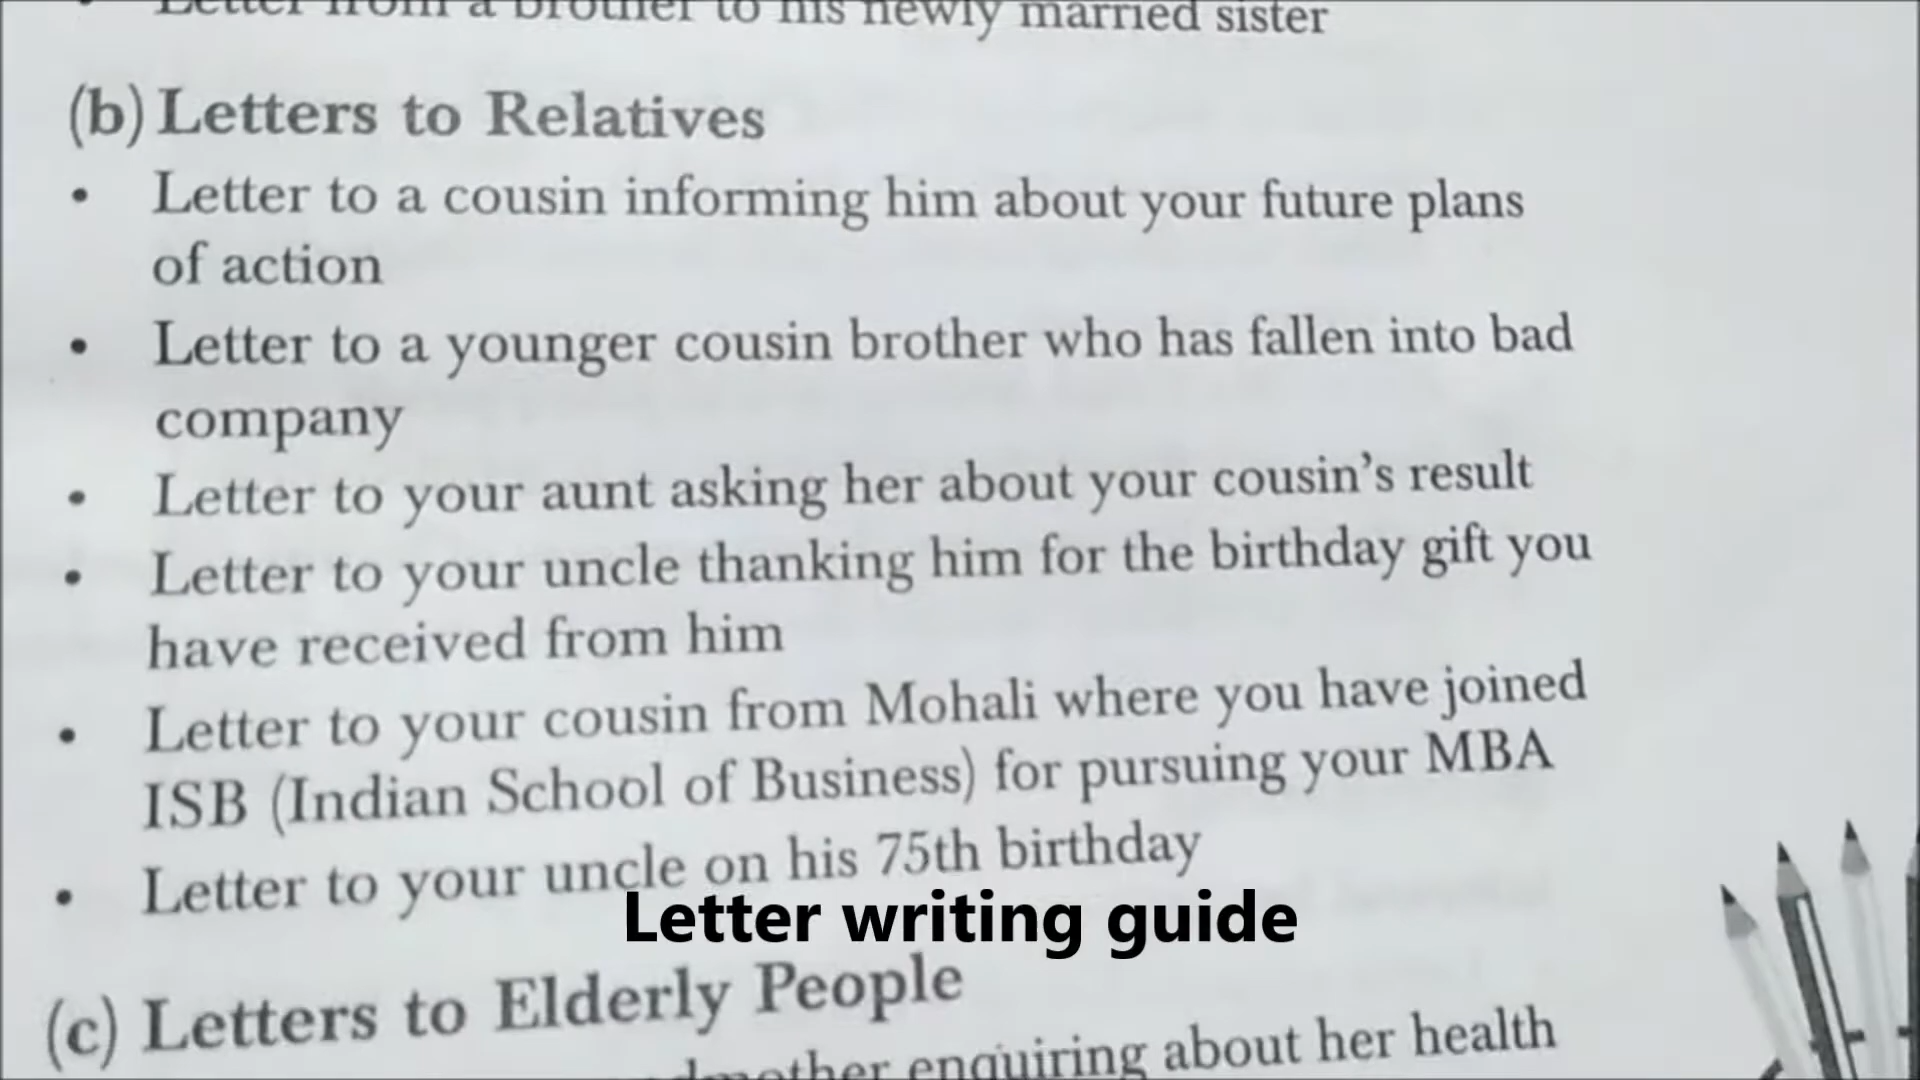 Letter from a brother to his newly married sister
(b) Letters to Relatives
• Letter to a cousin informing him about your future plans
of action
• Letter to a younger cousin brother who has fallen into bad
company
• Letter to your aunt asking her about your cousin's result
• Letter to your uncle thanking him for the birthday gift you
have received from him
• Letter to your cousin from Mohali where you have joined
ISB (Indian School of Business) for pursuing your MBA
• Letter to your uncle on his 75th birthday
Letter writing guide
(c) Letters to Elderly People
enquiring about her health